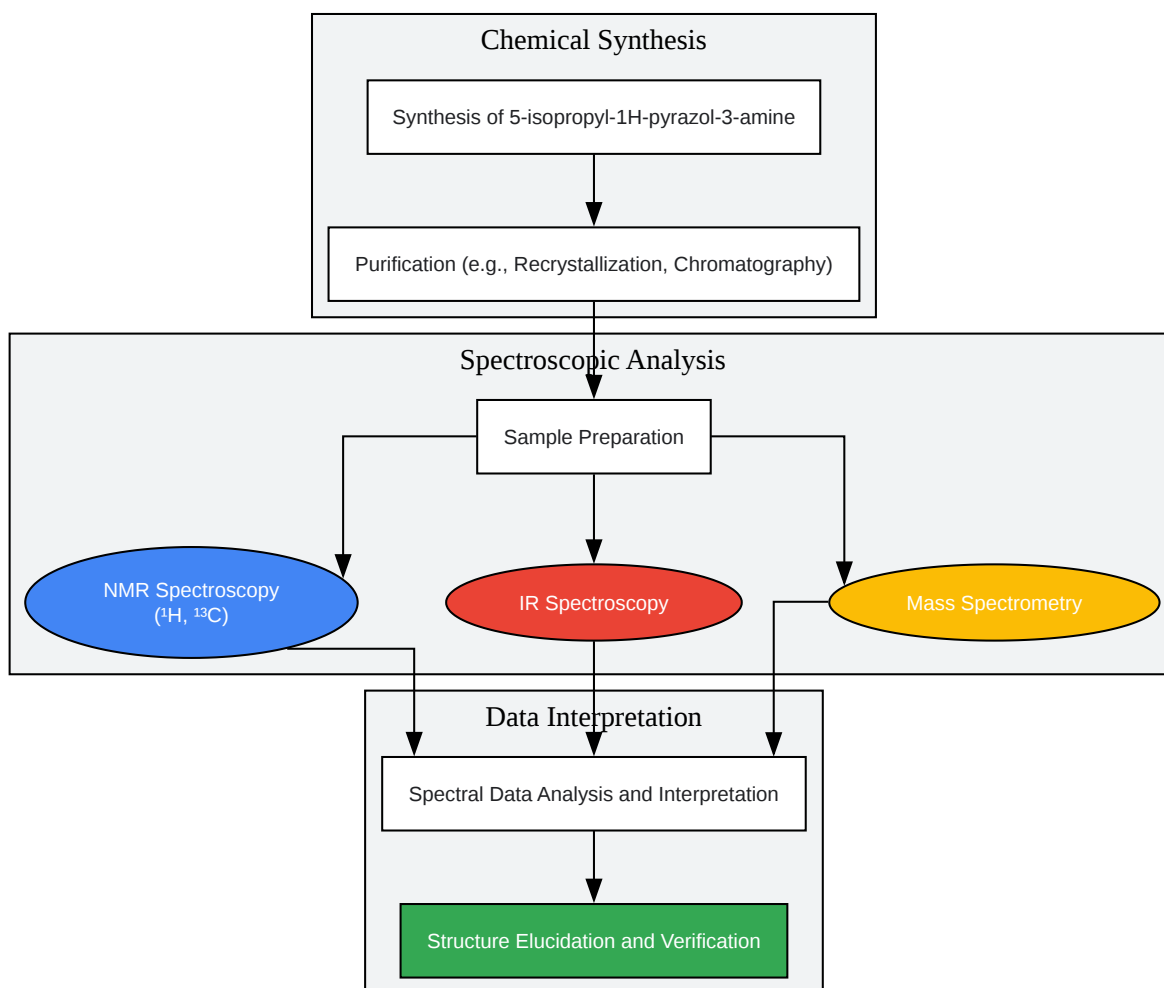 Chemical Synthesis
Synthesis of 5-isopropyl-1H-pyrazol-3-amine
Purification (e.g., Recrystallization, Chromatography)
Spectroscopic Analysis
Sample Preparation
NMR Spectroscopy
(¹H, ¹³C)
IR Spectroscopy
Mass Spectrometry
Data Interpretation
Spectral Data Analysis and Interpretation
Structure Elucidation and Verification